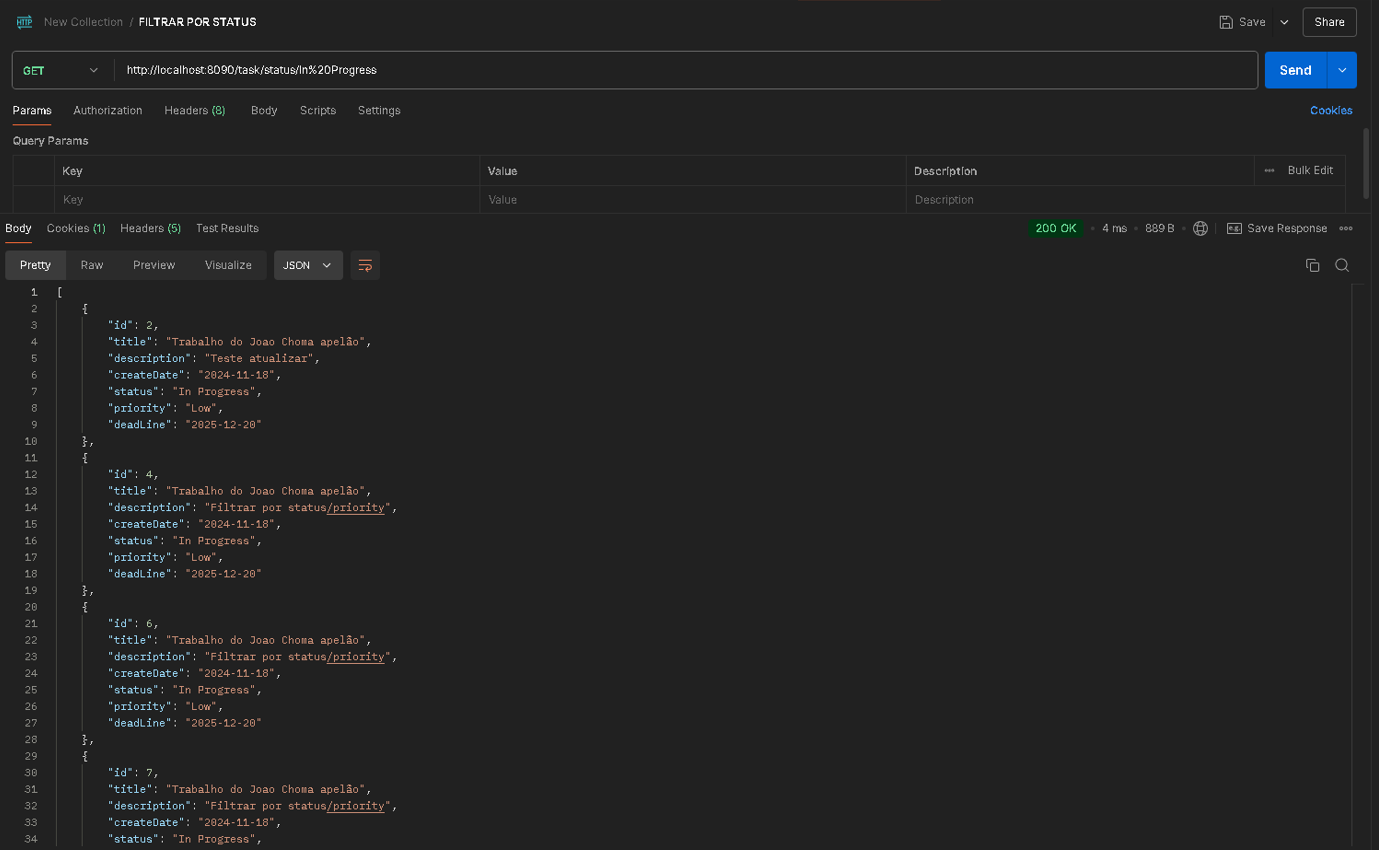 HTTP New Collection / FILTRAR POR STATUS Save Share
GET http://localhost:8090/task/status/In%20Progress Send
Params Authorization Headers (8) Body Scripts Settings Cookies
Query Params
Key Value Description ••• Bulk Edit
Key Value Description
Body Cookies (1) Headers (5) Test Results 200 OK • 4 ms • 889 B • Save Response •••
Pretty Raw Preview Visualize JSON
1 [
2 {
3 "id": 2,
4 "title": "Trabalho do Joao Choma apelão",
5 "description": "Teste atualizar",
6 "createDate": "2024-11-18",
7 "status": "In Progress",
8 "priority": "Low",
9 "deadLine": "2025-12-20"
10 },
11 {
12 "id": 4,
13 "title": "Trabalho do Joao Choma apelão",
14 "description": "Filtrar por status/priority",
15 "createDate": "2024-11-18",
16 "status": "In Progress",
17 "priority": "Low",
18 "deadLine": "2025-12-20"
19 },
20 {
21 "id": 6,
22 "title": "Trabalho do Joao Choma apelão",
23 "description": "Filtrar por status/priority",
24 "createDate": "2024-11-18",
25 "status": "In Progress",
26 "priority": "Low",
27 "deadLine": "2025-12-20"
28 },
29 {
30 "id": 7,
31 "title": "Trabalho do Joao Choma apelão",
32 "description": "Filtrar por status/priority",
33 "createDate": "2024-11-18",
34 "status": "In Progress",